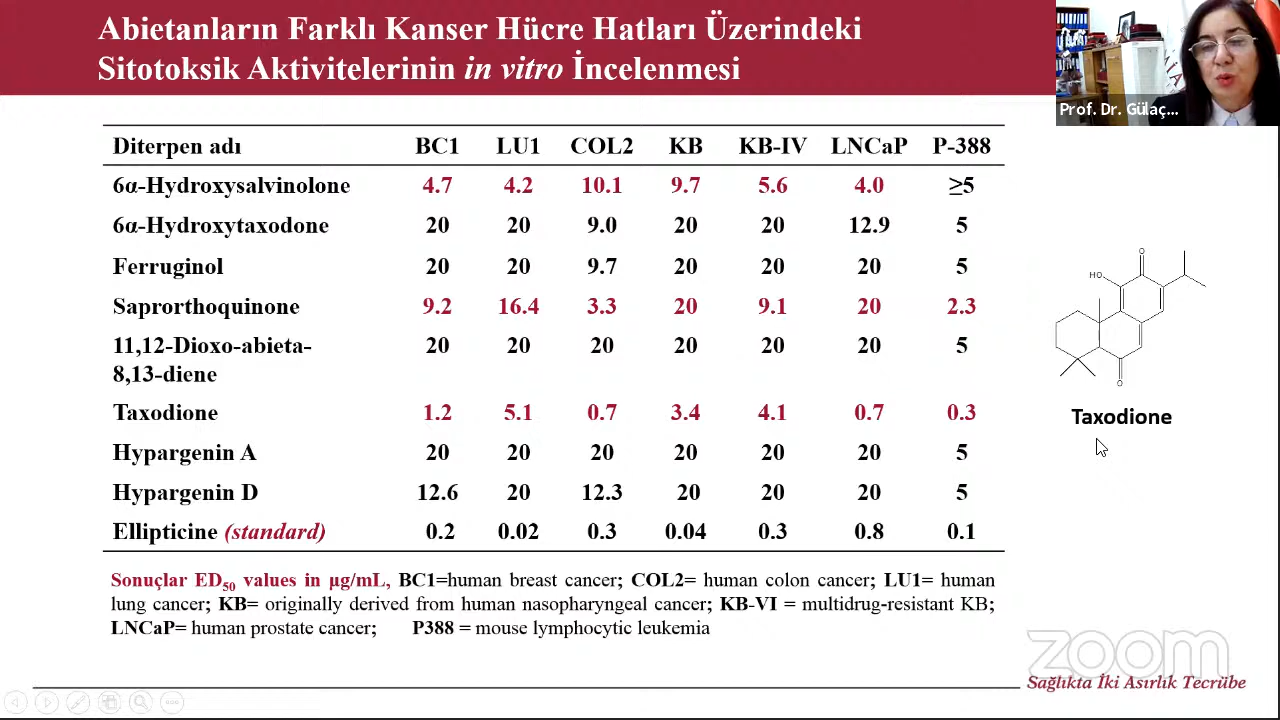 Abietanların Farklı Kanser Hücre Hatları Üzerindeki
Sitotoksik Aktivitelerinin in vitro İncelenmesi
Prof. Dr. Gülaç...
Diterpen adı BC1 LU1 COL2 KB KB-IV LNCaP P-388
6α-Hydroxysalvinolone 4.7 4.2 10.1 9.7 5.6 4.0 ≥5
6α-Hydroxytaxodone 20 20 9.0 20 20 12.9 5
Ferruginol 20 20 9.7 20 20 20 5
Saprorthoquinone 9.2 16.4 3.3 20 9.1 20 2.3
11,12-Dioxo-abieta- 20 20 20 20 20 20 5
8,13-diene
Taxodione 1.2 5.1 0.7 3.4 4.1 0.7 0.3
Hypargenin A 20 20 20 20 20 20 5
Hypargenin D 12.6 20 12.3 20 20 20 5
Ellipticine (standard) 0.2 0.02 0.3 0.04 0.3 0.8 0.1
Sonuçlar ED50 values in µg/mL, BC1=human breast cancer; COL2= human colon cancer; LU1= human
lung cancer; KB= originally derived from human nasopharyngeal cancer; KB-VI = multidrug-resistant KB;
LNCaP= human prostate cancer; P388 = mouse lymphocytic leukemia
O
HO
O
Taxodione
zoom
Sağlıkta İki Asırlık Tecrübe